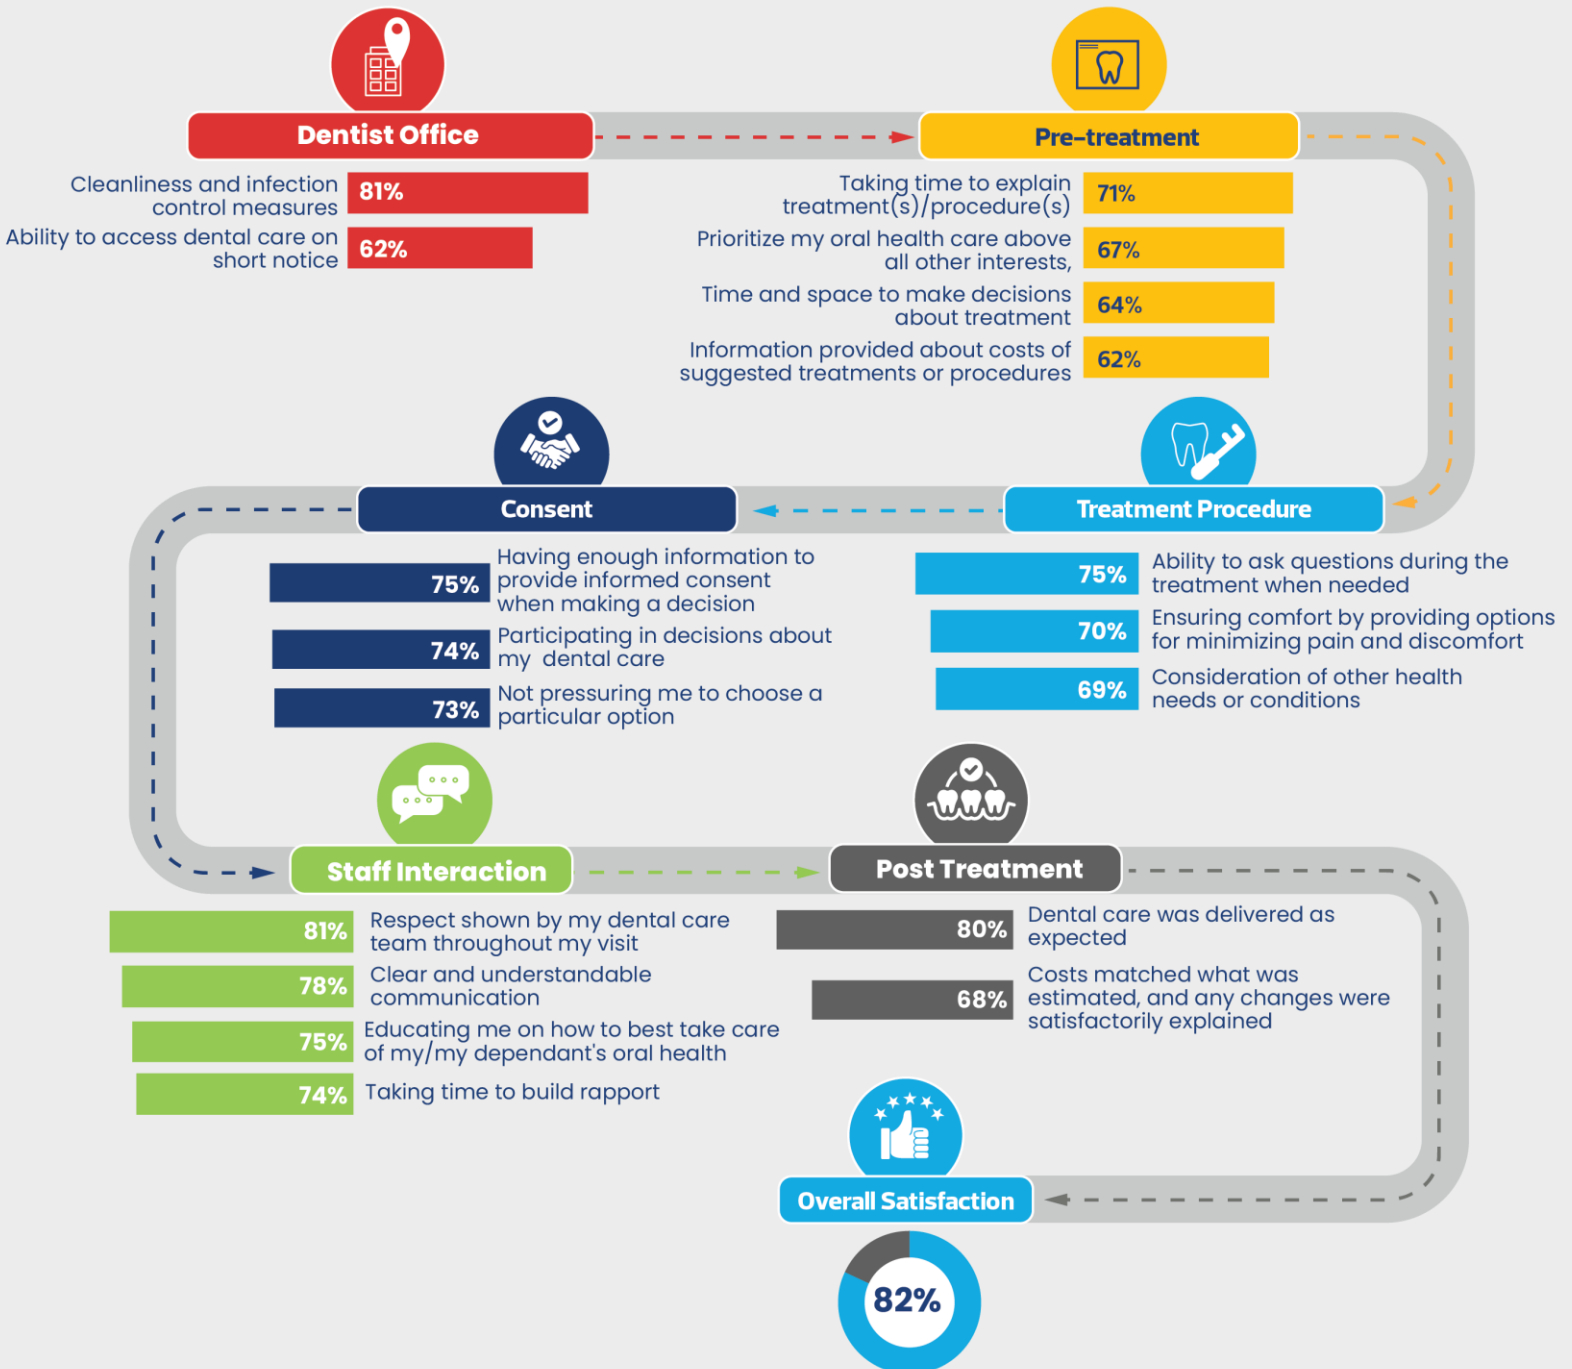 Dentist Office
Cleanliness and infection
control measures
81%
Ability to access dental care on
short notice
62%
Pre-treatment
Taking time to explain
treatment(s)/procedure(s)
71%
Prioritize my oral health care above
all other interests,
67%
Time and space to make decisions
about treatment
64%
Information provided about costs of
suggested treatments or procedures
62%
Treatment Procedure
75%
Ability to ask questions during the
treatment when needed
70%
Ensuring comfort by providing options
for minimizing pain and discomfort
69%
Consideration of other health
needs or conditions
Consent
75%
Having enough information to
provide informed consent
when making a decision
74%
Participating in decisions about
my dental care
73%
Not pressuring me to choose a
particular option
Staff Interaction
81%
Respect shown by my dental care
team throughout my visit
78%
Clear and understandable
communication
75%
Educating me on how to best take care
of my/my dependant's oral health
74%
Taking time to build rapport
Post Treatment
80%
Dental care was delivered as
expected
68%
Costs matched what was
estimated, and any changes were
satisfactorily explained
Overall Satisfaction
82%